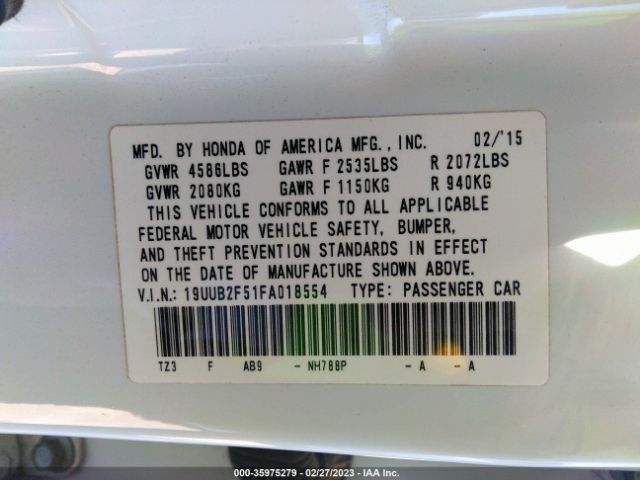 MFD. BY HONDA OF AMERICA MFG., INC. 02/'15
GVWR 4586LBS GAWR F 2535LBS R 2072LBS
GVWR 2080KG GAWR F 1150KG R 940KG
THIS VEHICLE CONFORMS TO ALL APPLICABLE
FEDERAL MOTOR VEHICLE SAFETY, BUMPER,
AND THEFT PREVENTION STANDARDS IN EFFECT
ON THE DATE OF MANUFACTURE SHOWN ABOVE.
V.I.N.: 19UUB2F51FA018554 TYPE: PASSENGER CAR
TZ3 F AB9 - NH788P - A - A
000-35975279 - 02/27/2023 - IAA Inc.